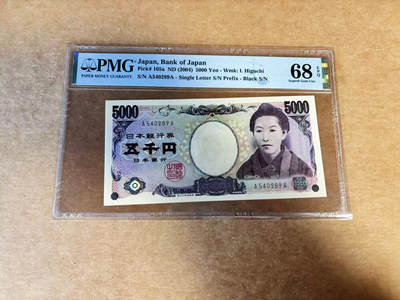 PMG
PAPER MONEY GUARANTY
Japan, Bank of Japan
Pick# 105a ND (2004) 5000 Yen - Wmk: I. Higuchi
S/N A540289A - Single Letter S/N Prefix - Black S/N
68 EPQ
Superb Gem Unc
5000
5000
A540289A
日本銀行券
五千円
日本銀行
A540289A